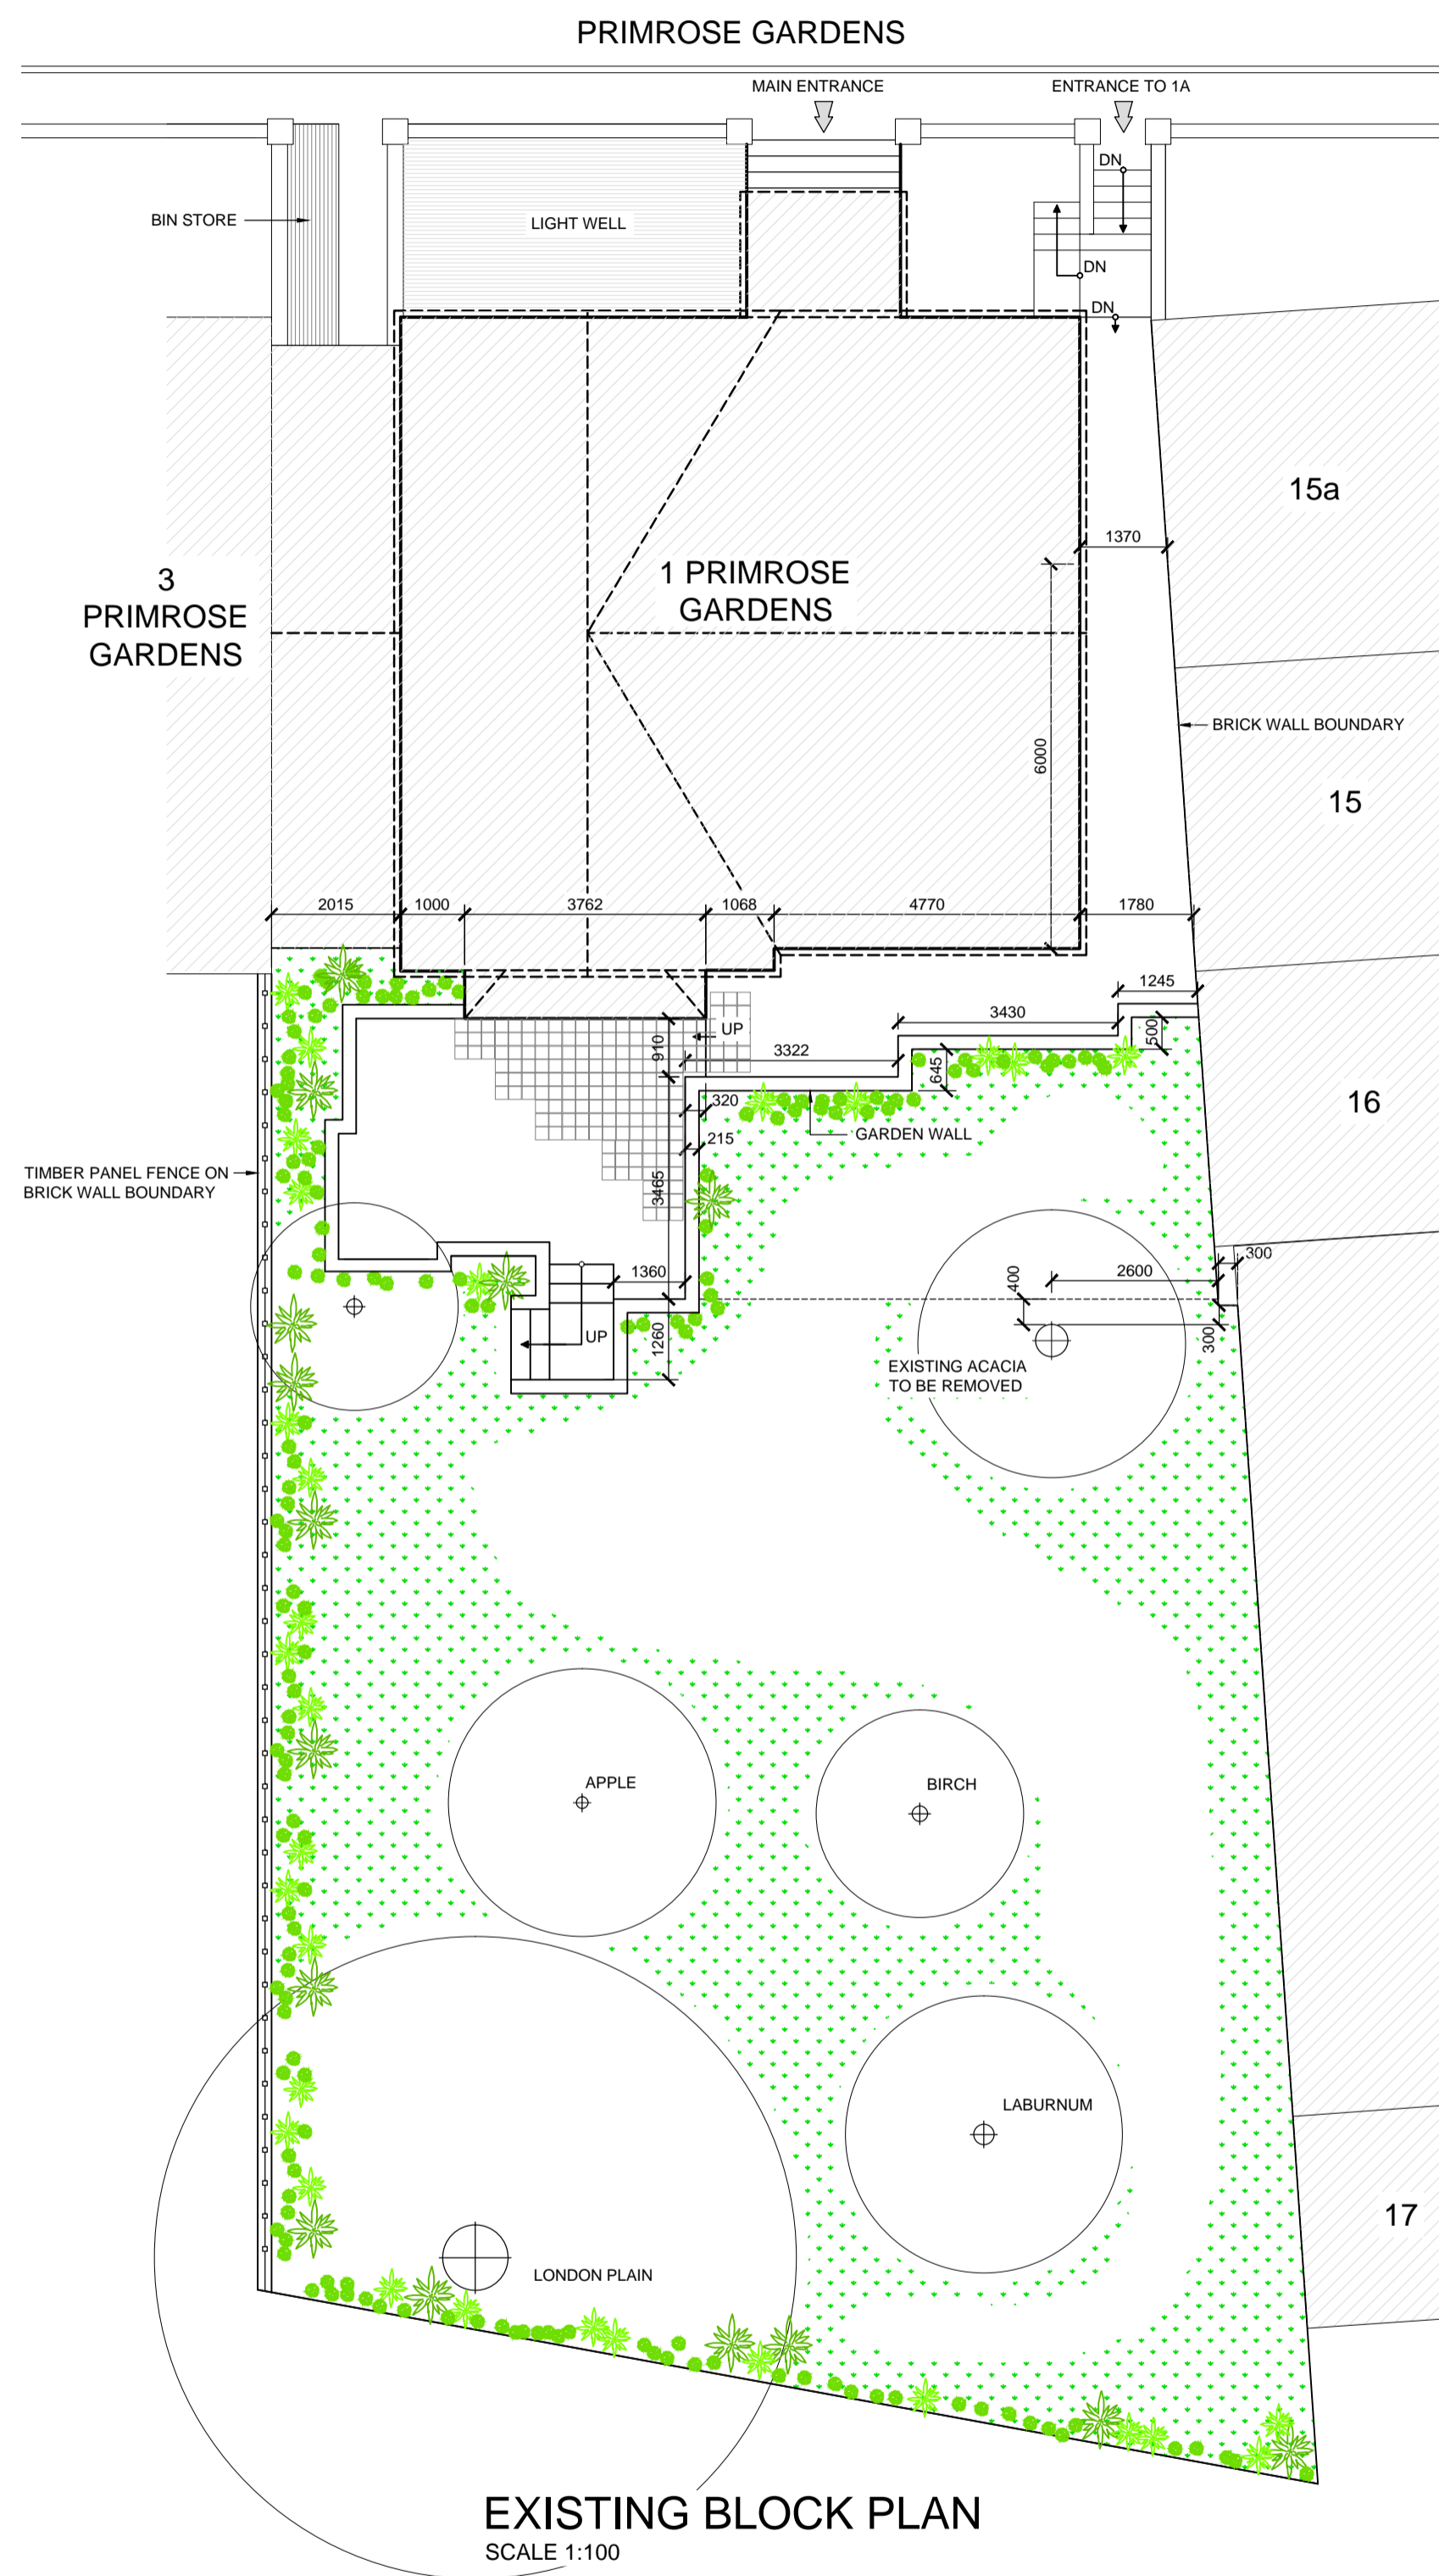 PRIMROSE GARDENS
MAIN ENTRANCE
ENTRANCE TO 1A
DN
BIN STORE
LIGHT WELL
DN
DN
15a
1370
3
PRIMROSE
GARDENS
1 PRIMROSE
GARDENS
6000
BRICK WALL BOUNDARY
15
2015
1000
3762
1068
4770
1780
1245
3430
UP
910
3322
500
645
320
16
215
GARDEN WALL
TIMBER PANEL FENCE ON
BRICK WALL BOUNDARY
3465
300
1360
400
2600
UP
1260
300
EXISTING ACACIA
TO BE REMOVED
APPLE
BIRCH
LABURNUM
17
LONDON PLAIN
EXISTING BLOCK PLAN
SCALE 1:100